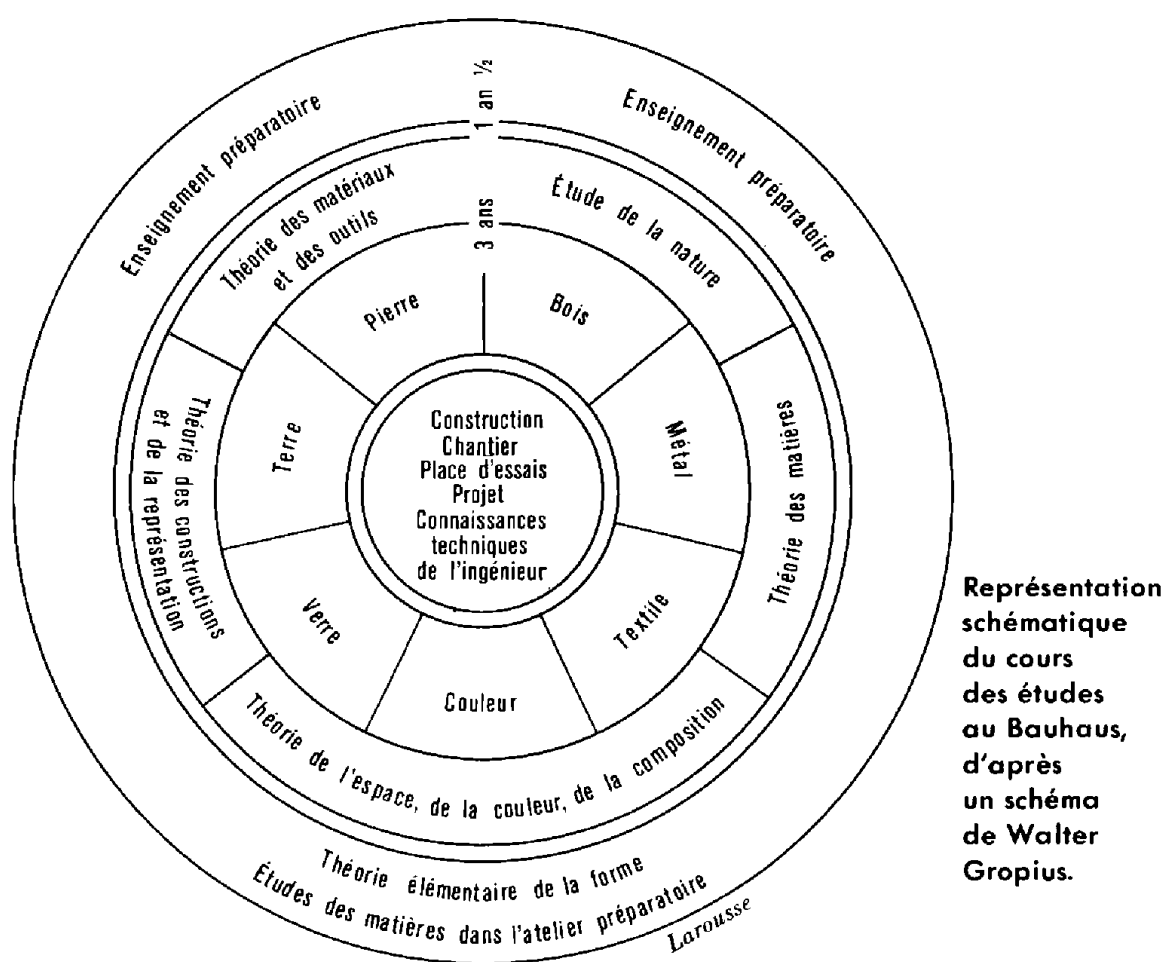 Enseignement préparatoire
1 an ½
Enseignement préparatoire
Théorie des matériaux
et des outils
3 ans
Étude de la nature
Théorie des matières
Théorie de l'espace, de la couleur, de la composition
Théorie des constructions
et de la représentation
Pierre
Bois
Métal
Textile
Couleur
Verre
Terre
Construction
Chantier
Place d'essais
Projet
Connaissances
techniques
de l'ingénieur
Théorie élémentaire de la forme
Études des matières dans l'atelier préparatoire
Larousse
Représentation
schématique
du cours
des études
au Bauhaus,
d'après
un schéma
de Walter
Gropius.